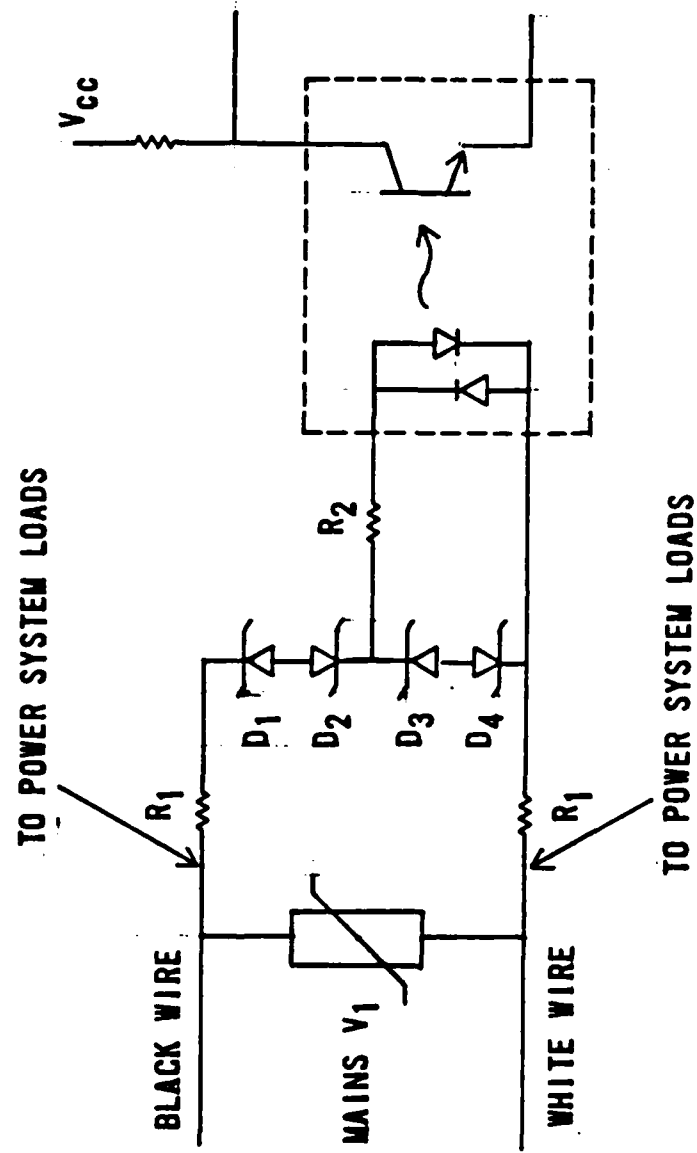 TO POWER SYSTEM LOADS
BLACK WIRE
R1
MAINS V1
D1
D2
D3
D4
R2
VCC
WHITE WIRE
R1
TO POWER SYSTEM LOADS